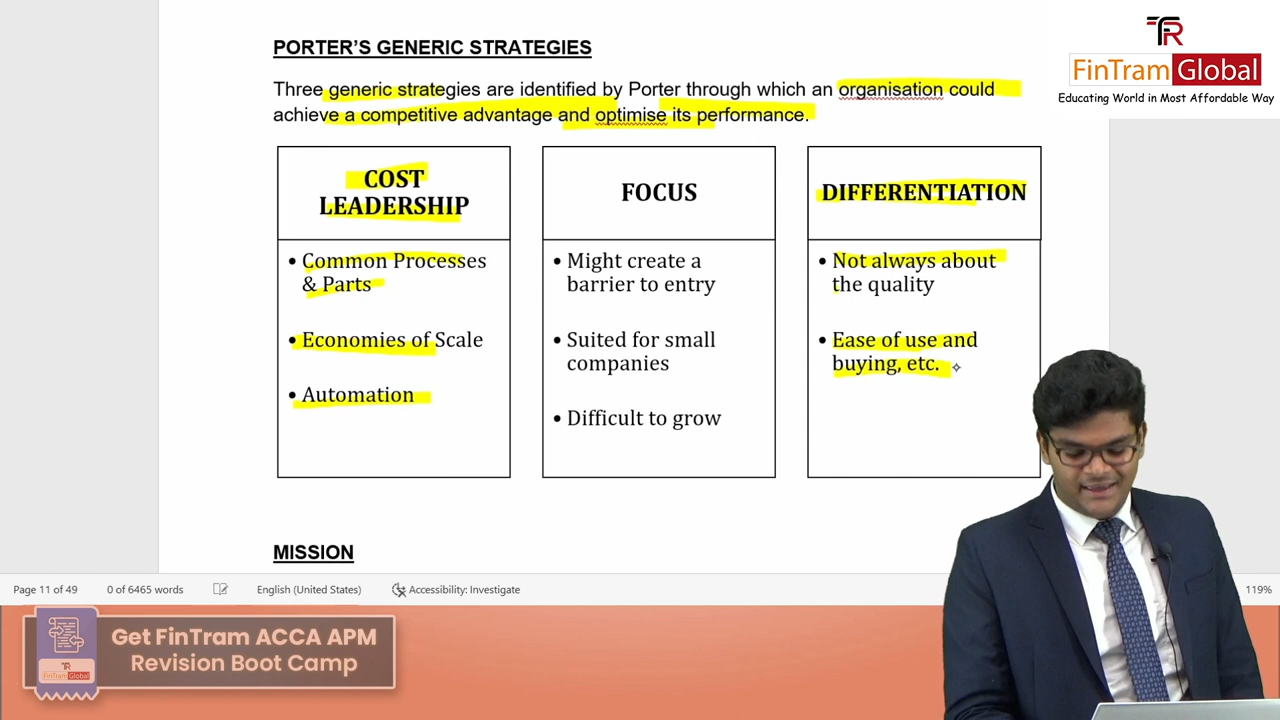 PORTER'S GENERIC STRATEGIES
Three generic strategies are identified by Porter through which an organisation could
achieve a competitive advantage and optimise its performance.
COST
LEADERSHIP
• Common Processes
& Parts
• Economies of Scale
• Automation
FOCUS
• Might create a
barrier to entry
• Suited for small
companies
• Difficult to grow
DIFFERENTIATION
• Not always about
the quality
• Ease of use and
buying, etc.
MISSION
Page 11 of 49
0 of 6465 words
English (United States)
Accessibility: Investigate
119%
FinTram Global
Educating World in Most Affordable Way
TR
FinTram Global
Get FinTram ACCA APM
Revision Boot Camp